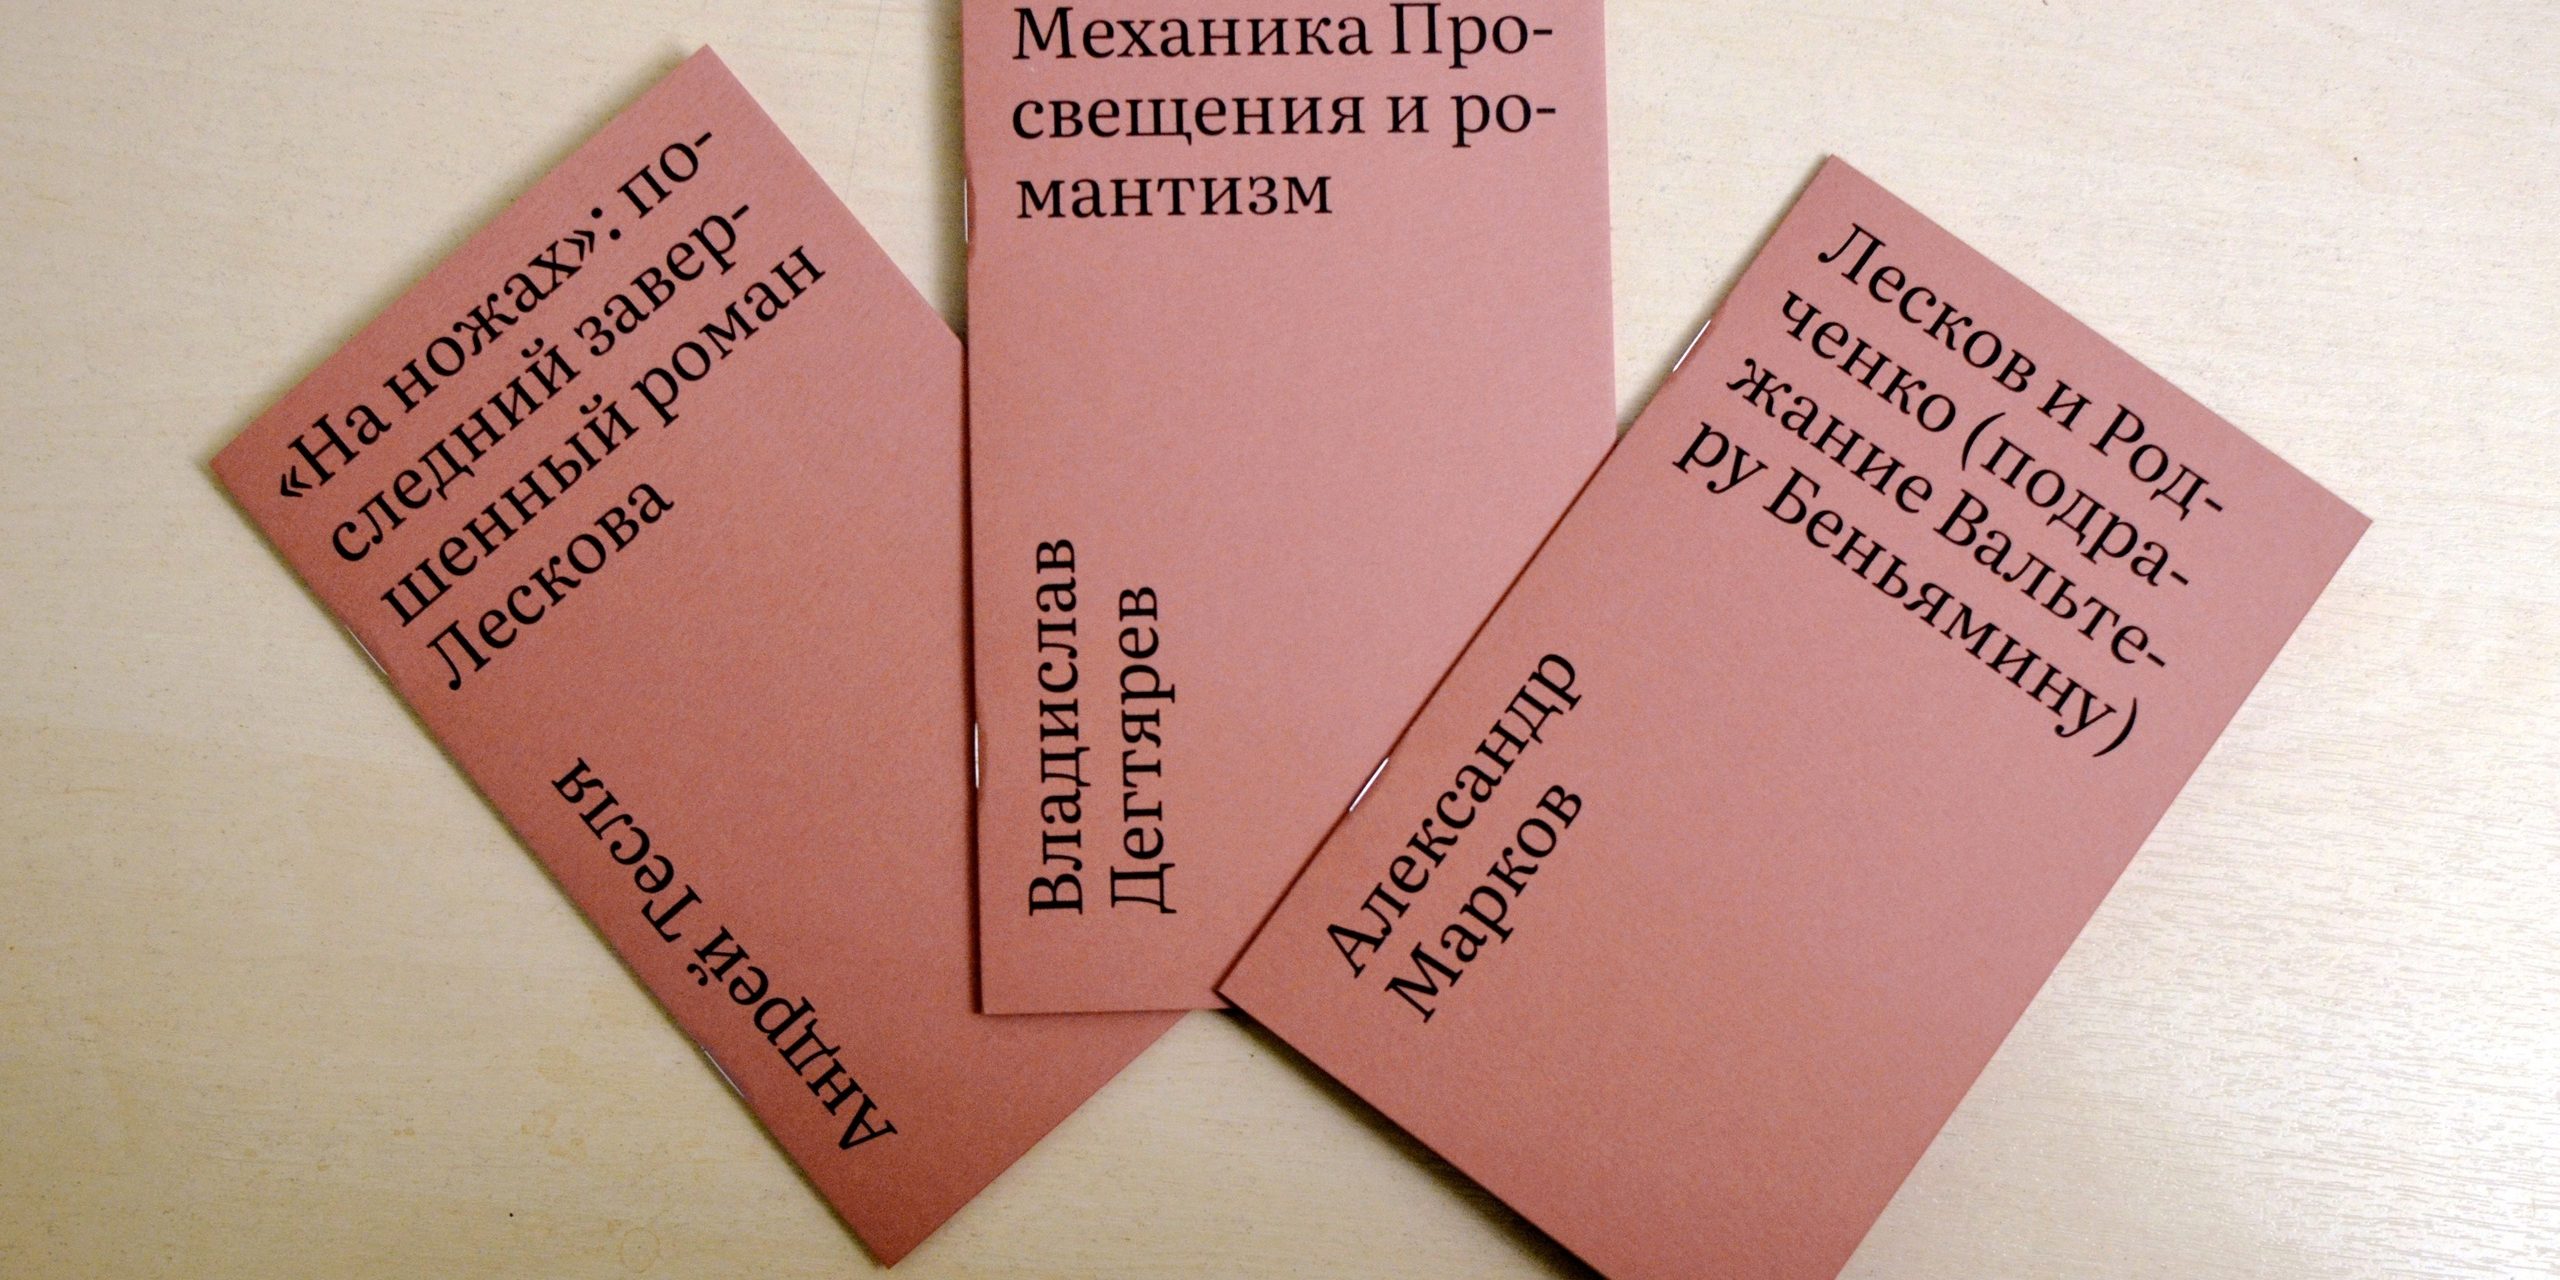 «На ножах»: по-
следний завер-
шенный роман
Лескова
Андрей Тесля
Механика Про-
свещения и ро-
мантизм
Владислав
Дегтярев
Лесков и Род-
ченко (подра-
жание Вальте-
ру Беньямину)
Александр
Марков